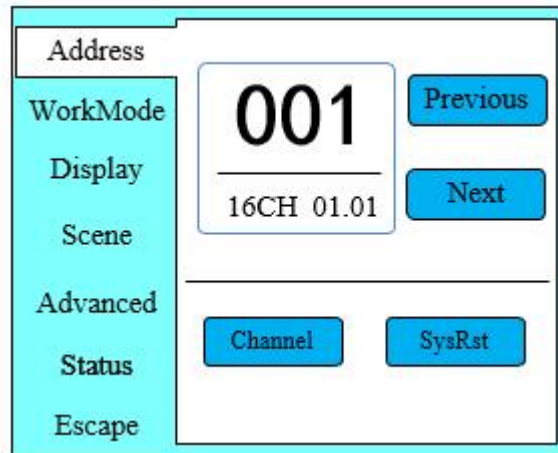 Address
WorkMode
Display
Scene
Advanced
Status
Escape
001
16CH 01.01
Previous
Next
Channel
SysRst